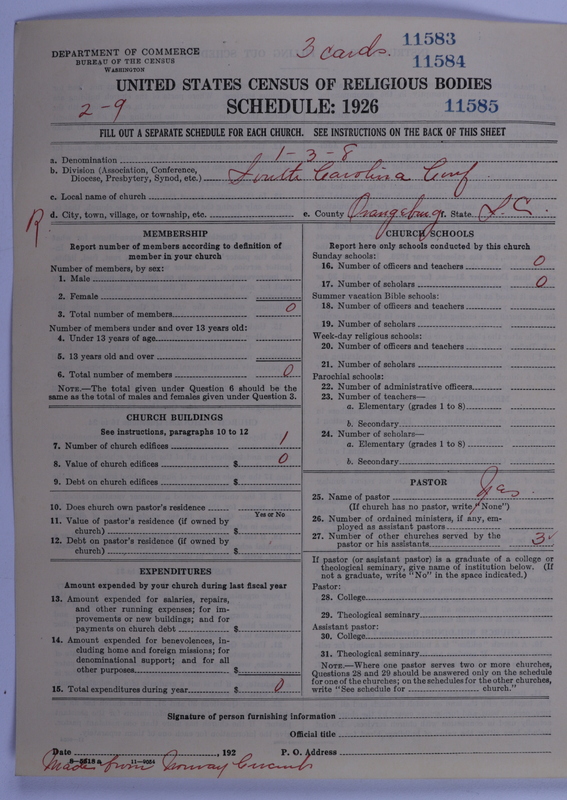 DEPARTMENT OF COMMERCE
BUREAU OF THE CENSUS
WASHINGTON
3 cards.
11583
11584
UNITED STATES CENSUS OF RELIGIOUS BODIES
2-9
SCHEDULE: 1926
11585
FILL OUT A SEPARATE SCHEDULE FOR EACH CHURCH. SEE INSTRUCTIONS ON THE BACK OF THIS SHEET
a. Denomination 1-3-8
b. Division (Association, Conference,
Diocese, Presbytery, Synod, etc.) South Carolina Conf
c. Local name of church
R
d. City, town, village, or township, etc. e. County Orangeburg f. State S.C
MEMBERSHIP
Report number of members according to definition of
member in your church
Number of members, by sex:
1. Male
2. Female
3. Total number of members 0
Number of members under and over 13 years old:
4. Under 13 years of age
5. 13 years old and over
6. Total number of members 0
NOTE.—The total given under Question 6 should be the
same as the total of males and females given under Question 3.
CHURCH BUILDINGS
See instructions, paragraphs 10 to 12
7. Number of church edifices 1
8. Value of church edifices $ 0
9. Debt on church edifices $
10. Does church own pastor's residence
Yes or No
11. Value of pastor's residence (if owned by
church) $
12. Debt on pastor's residence (if owned by
church) $
EXPENDITURES
Amount expended by your church during last fiscal year
13. Amount expended for salaries, repairs,
and other running expenses; for im-
provements or new buildings; and for
payments on church debt $
14. Amount expended for benevolences, in-
cluding home and foreign missions; for
denominational support; and for all
other purposes $
15. Total expenditures during year $ 0
CHURCH SCHOOLS
Report here only schools conducted by this church
Sunday schools:
16. Number of officers and teachers 0
17. Number of scholars 0
Summer vacation Bible schools:
18. Number of officers and teachers
19. Number of scholars
Week-day religious schools:
20. Number of officers and teachers
21. Number of scholars
Parochial schools:
22. Number of administrative officers
23. Number of teachers—
a. Elementary (grades 1 to 8)
b. Secondary
24. Number of scholars—
a. Elementary (grades 1 to 8)
b. Secondary
PASTOR
25. Name of pastor Yes
(If church has no pastor, write "None")
26. Number of ordained ministers, if any, em-
ployed as assistant pastors
27. Number of other churches served by the
pastor or his assistants 3
If pastor (or assistant pastor) is a graduate of a college or
theological seminary, give name of institution below. (If
not a graduate, write "No" in the space indicated.)
Pastor:
28. College
29. Theological seminary
Assistant pastor:
30. College
31. Theological seminary
NOTE.—Where one pastor serves two or more churches,
Questions 28 and 29 should be answered only on the schedule
for one of the churches; on the schedules for the other churches,
write "See schedule for church."
Signature of person furnishing information
Official title
Date , 192 P. O. Address
8-5518a 11-9054
Made from Norway Circuit